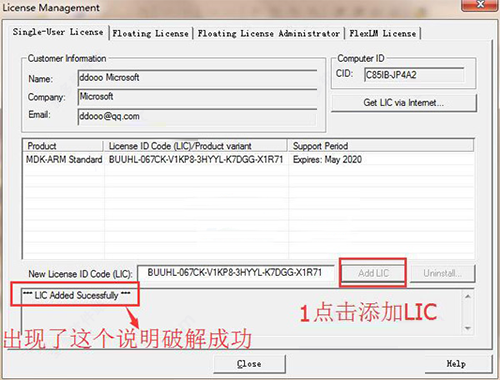 License Management
Single-User License Floating License Floating License Administrator FlexLM License
Customer Information
Name: ddooo Microsoft
Company: Microsoft
Email: ddooo@qq.com
Computer ID
CID: C85IB-JP4A2
Get LIC via Internet...
Product License ID Code (LIC)/Product variant Support Period
MDK-ARM Standard BUUHL-067CK-V1KP8-3HYYL-K7DGG-X1R71 Expires: May 2020
New License ID Code (LIC): BUUHL-067CK-V1KP8-3HYYL-K7DGG-X1R71 Add LIC Uninstall...
*** LIC Added Sucessfully ***
出现了这个说明破解成功
1点击添加LIC
Close Help